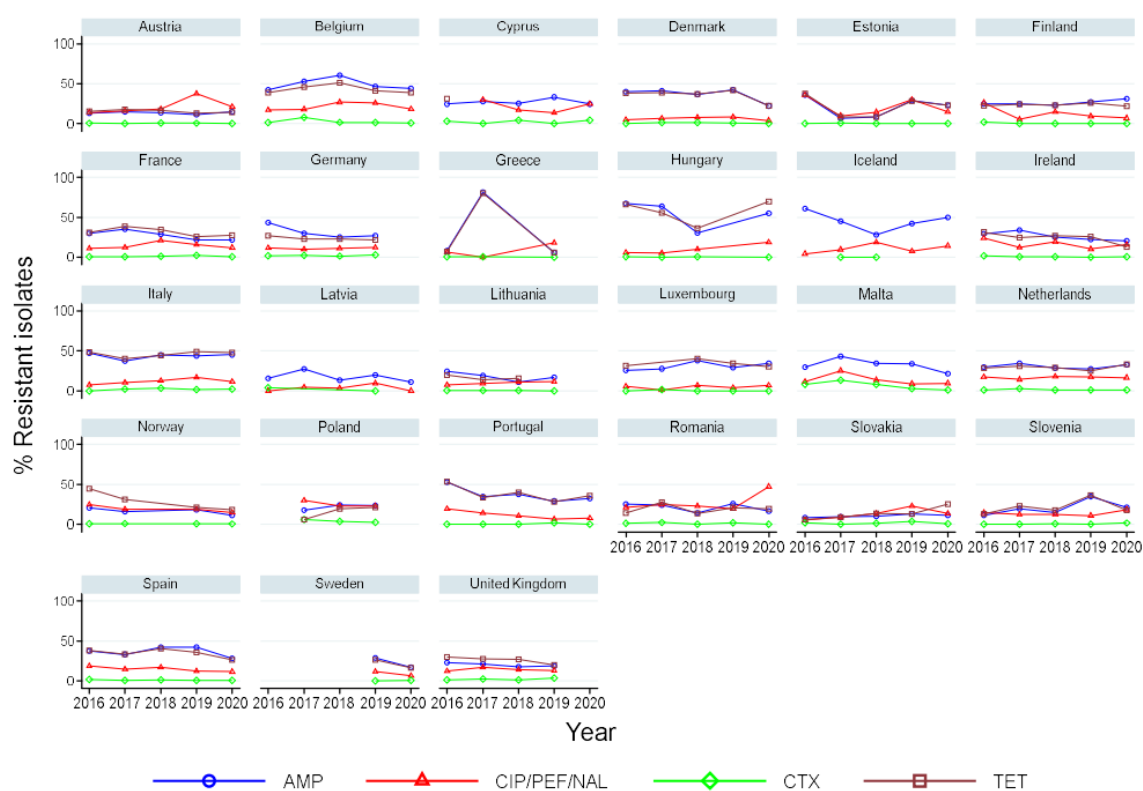 Austria Belgium Cyprus Denmark Estonia Finland
100
50
0
France Germany Greece Hungary Iceland Ireland
100
50
0
Italy Latvia Lithuania Luxembourg Malta Netherlands
100
50
0
Norway Poland Portugal Romania Slovakia Slovenia
100
50
0
2016 2017 2018 2019 2020 2016 2017 2018 2019 2020 2016 2017 2018 2019 2020
Spain Sweden United Kingdom
100
50
0
2016 2017 2018 2019 2020 2016 2017 2018 2019 2020 2016 2017 2018 2019 2020
% Resistant isolates
Year
AMP CIP/PEF/NAL CTX TET